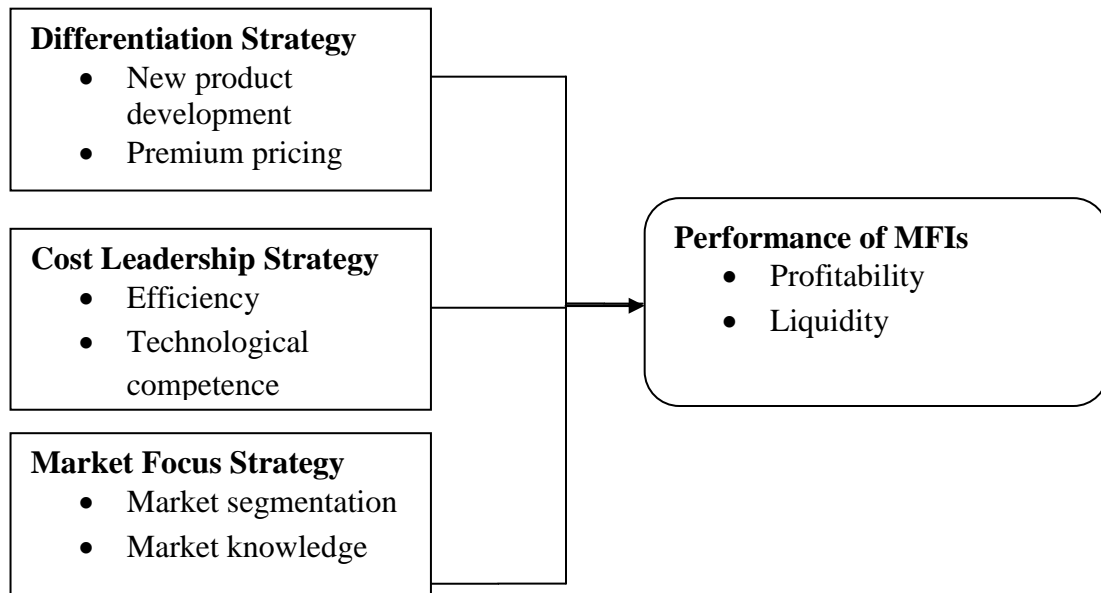 Differentiation Strategy
• New product
development
• Premium pricing
Cost Leadership Strategy
• Efficiency
• Technological
competence
Market Focus Strategy
• Market segmentation
• Market knowledge
Performance of MFIs
• Profitability
• Liquidity